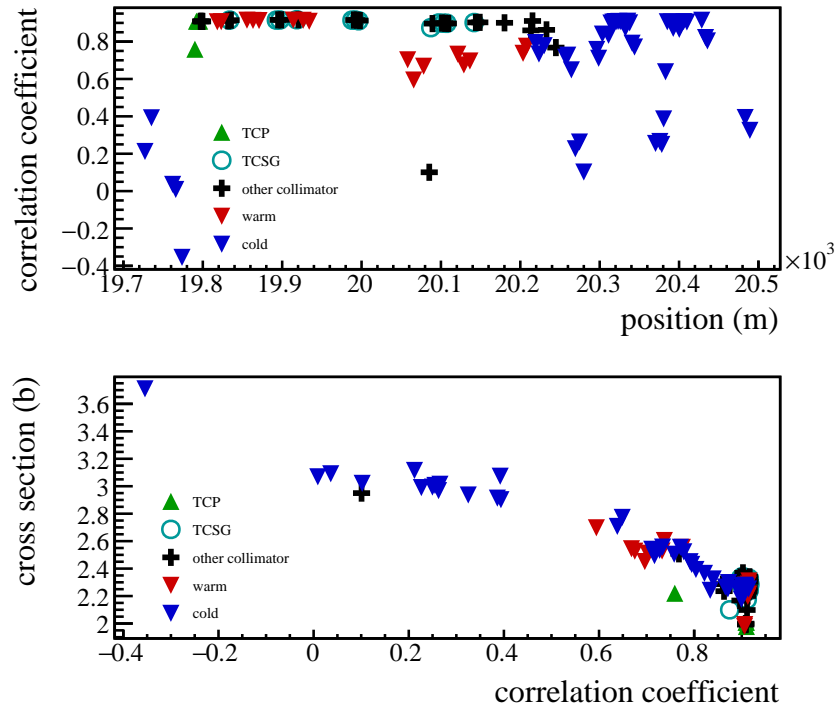 correlation coefficient
0.8
0.6
0.4
0.2
0
−0.2
−0.4
TCP
TCSG
other collimator
warm
cold
19.7 19.8 19.9 20 20.1 20.2 20.3 20.4 20.5
×10³
position (m)
cross section (b)
3.6
3.4
3.2
3
2.8
2.6
2.4
2.2
2
TCP
TCSG
other collimator
warm
cold
−0.4 −0.2 0 0.2 0.4 0.6 0.8
correlation coefficient